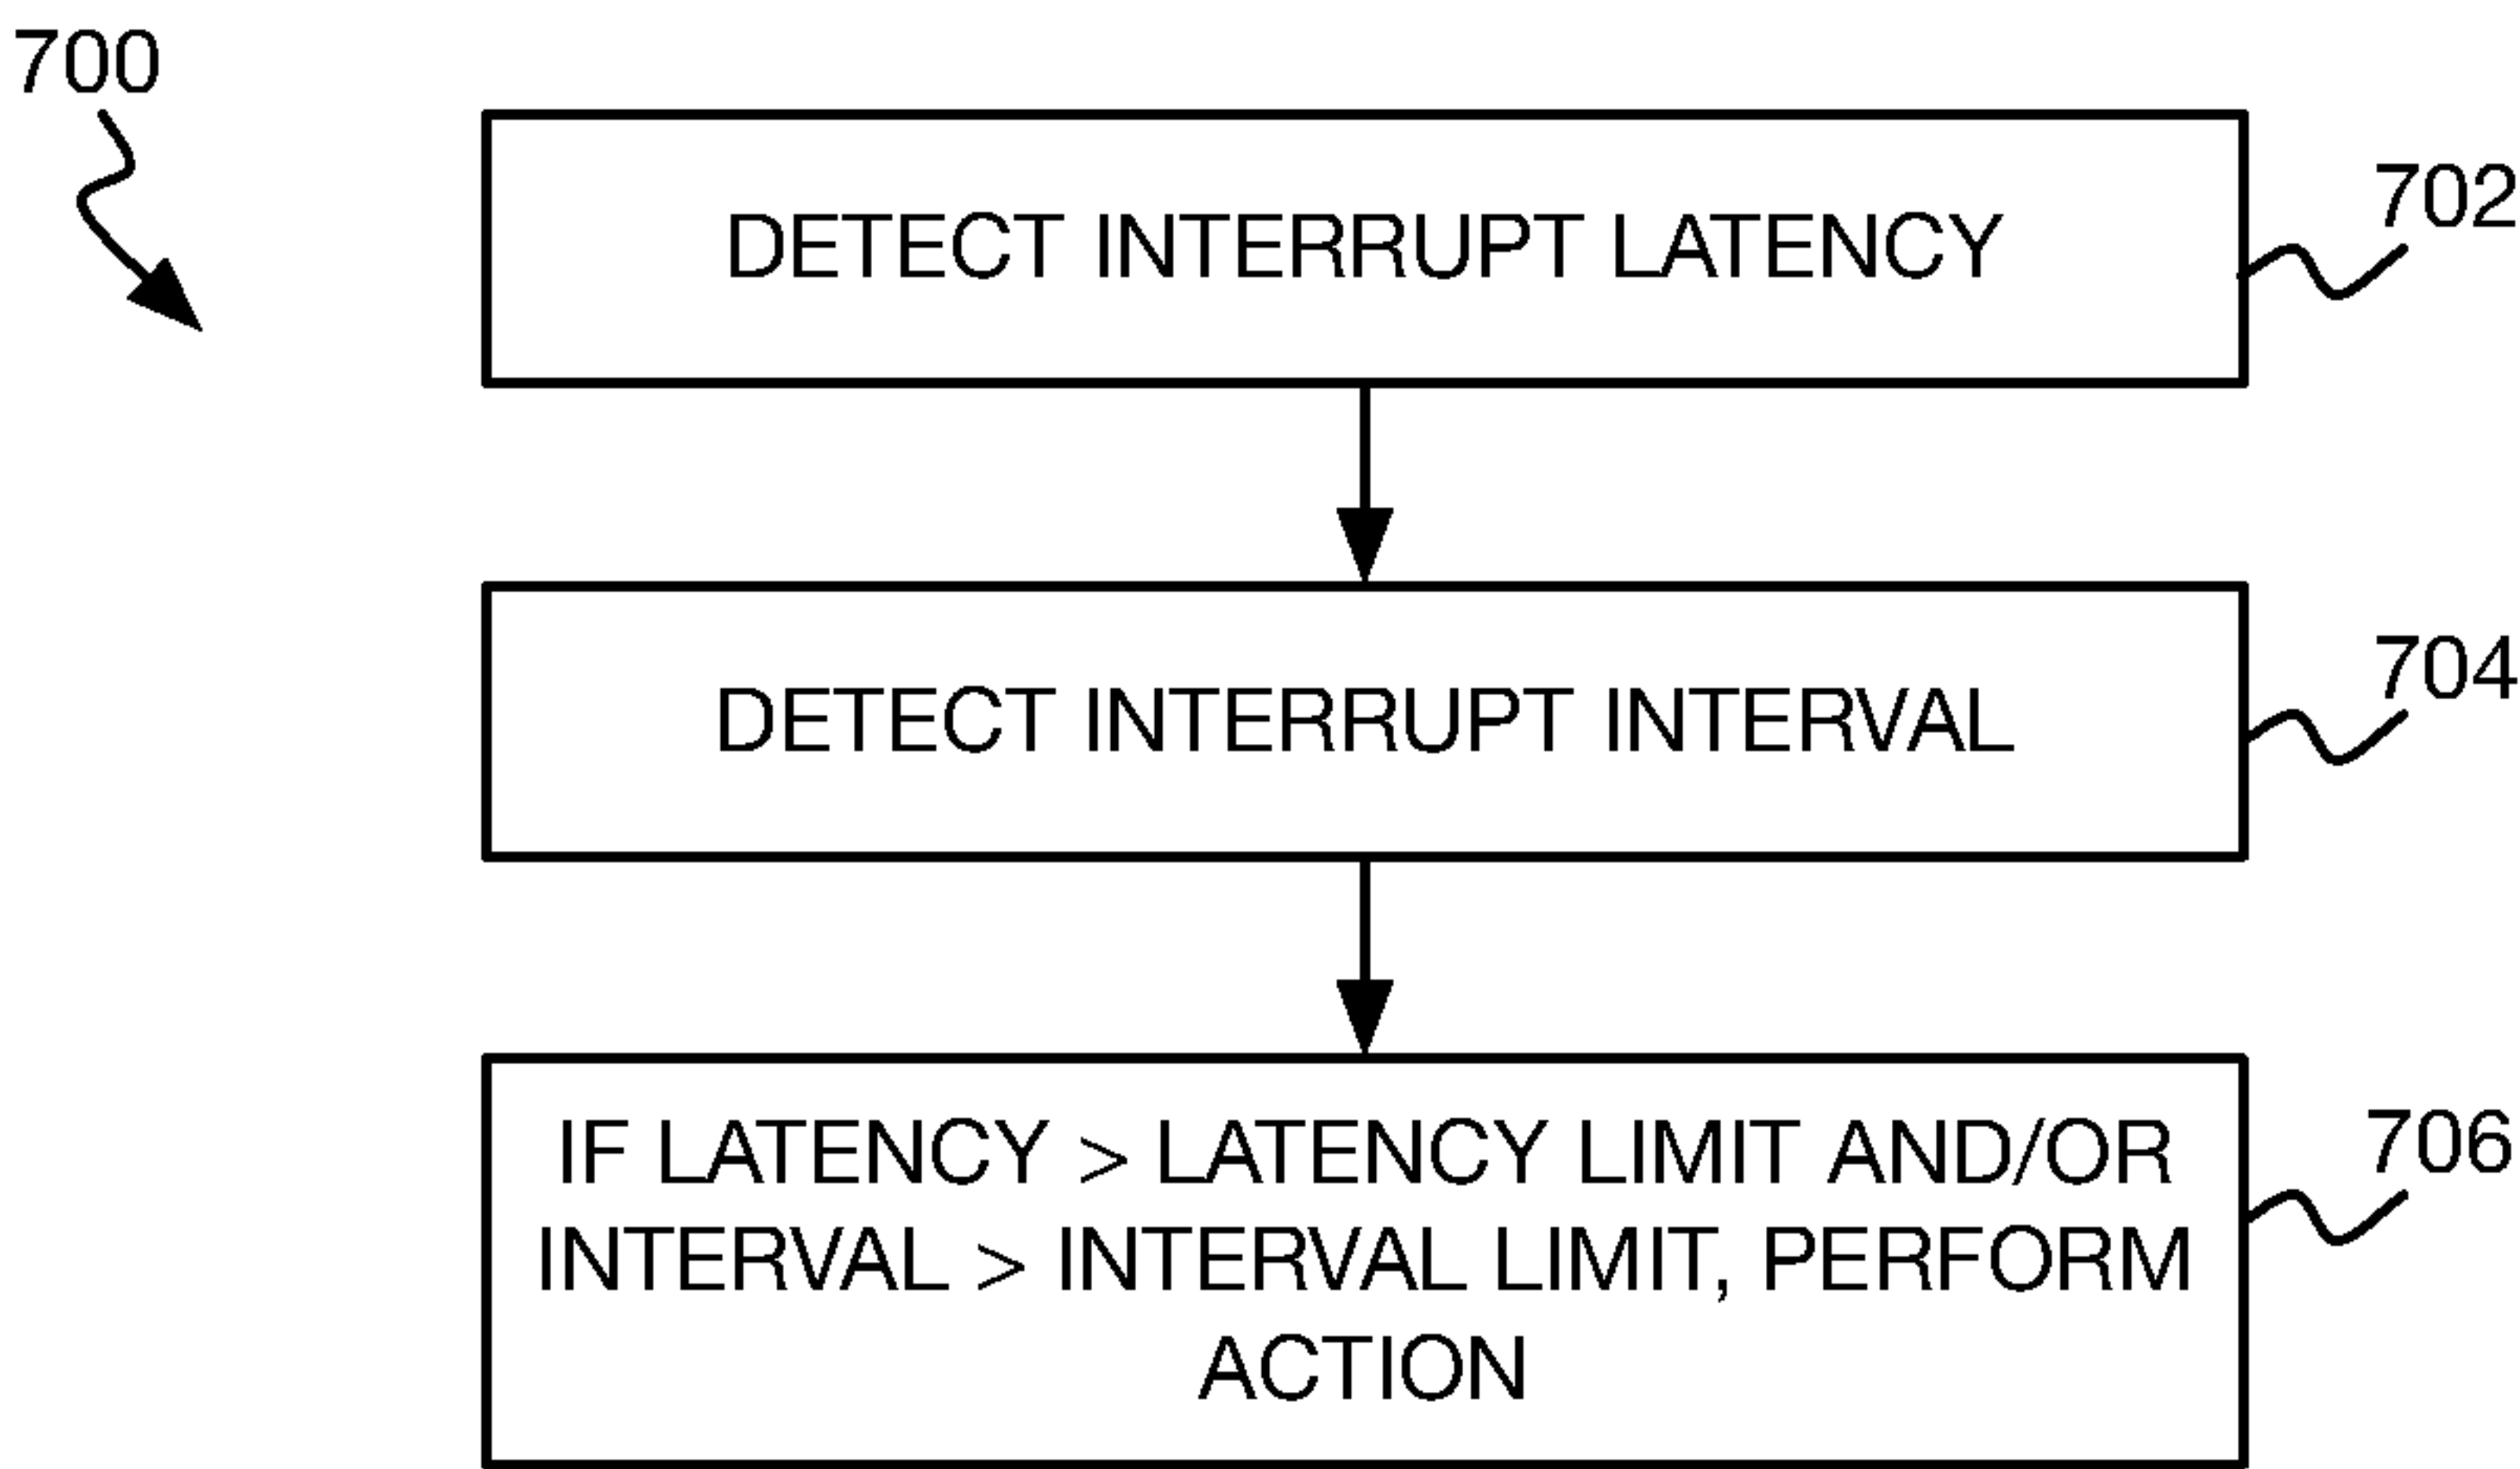 700
DETECT INTERRUPT LATENCY
702
DETECT INTERRUPT INTERVAL
704
IF LATENCY > LATENCY LIMIT AND/OR
INTERVAL > INTERVAL LIMIT, PERFORM
ACTION
706